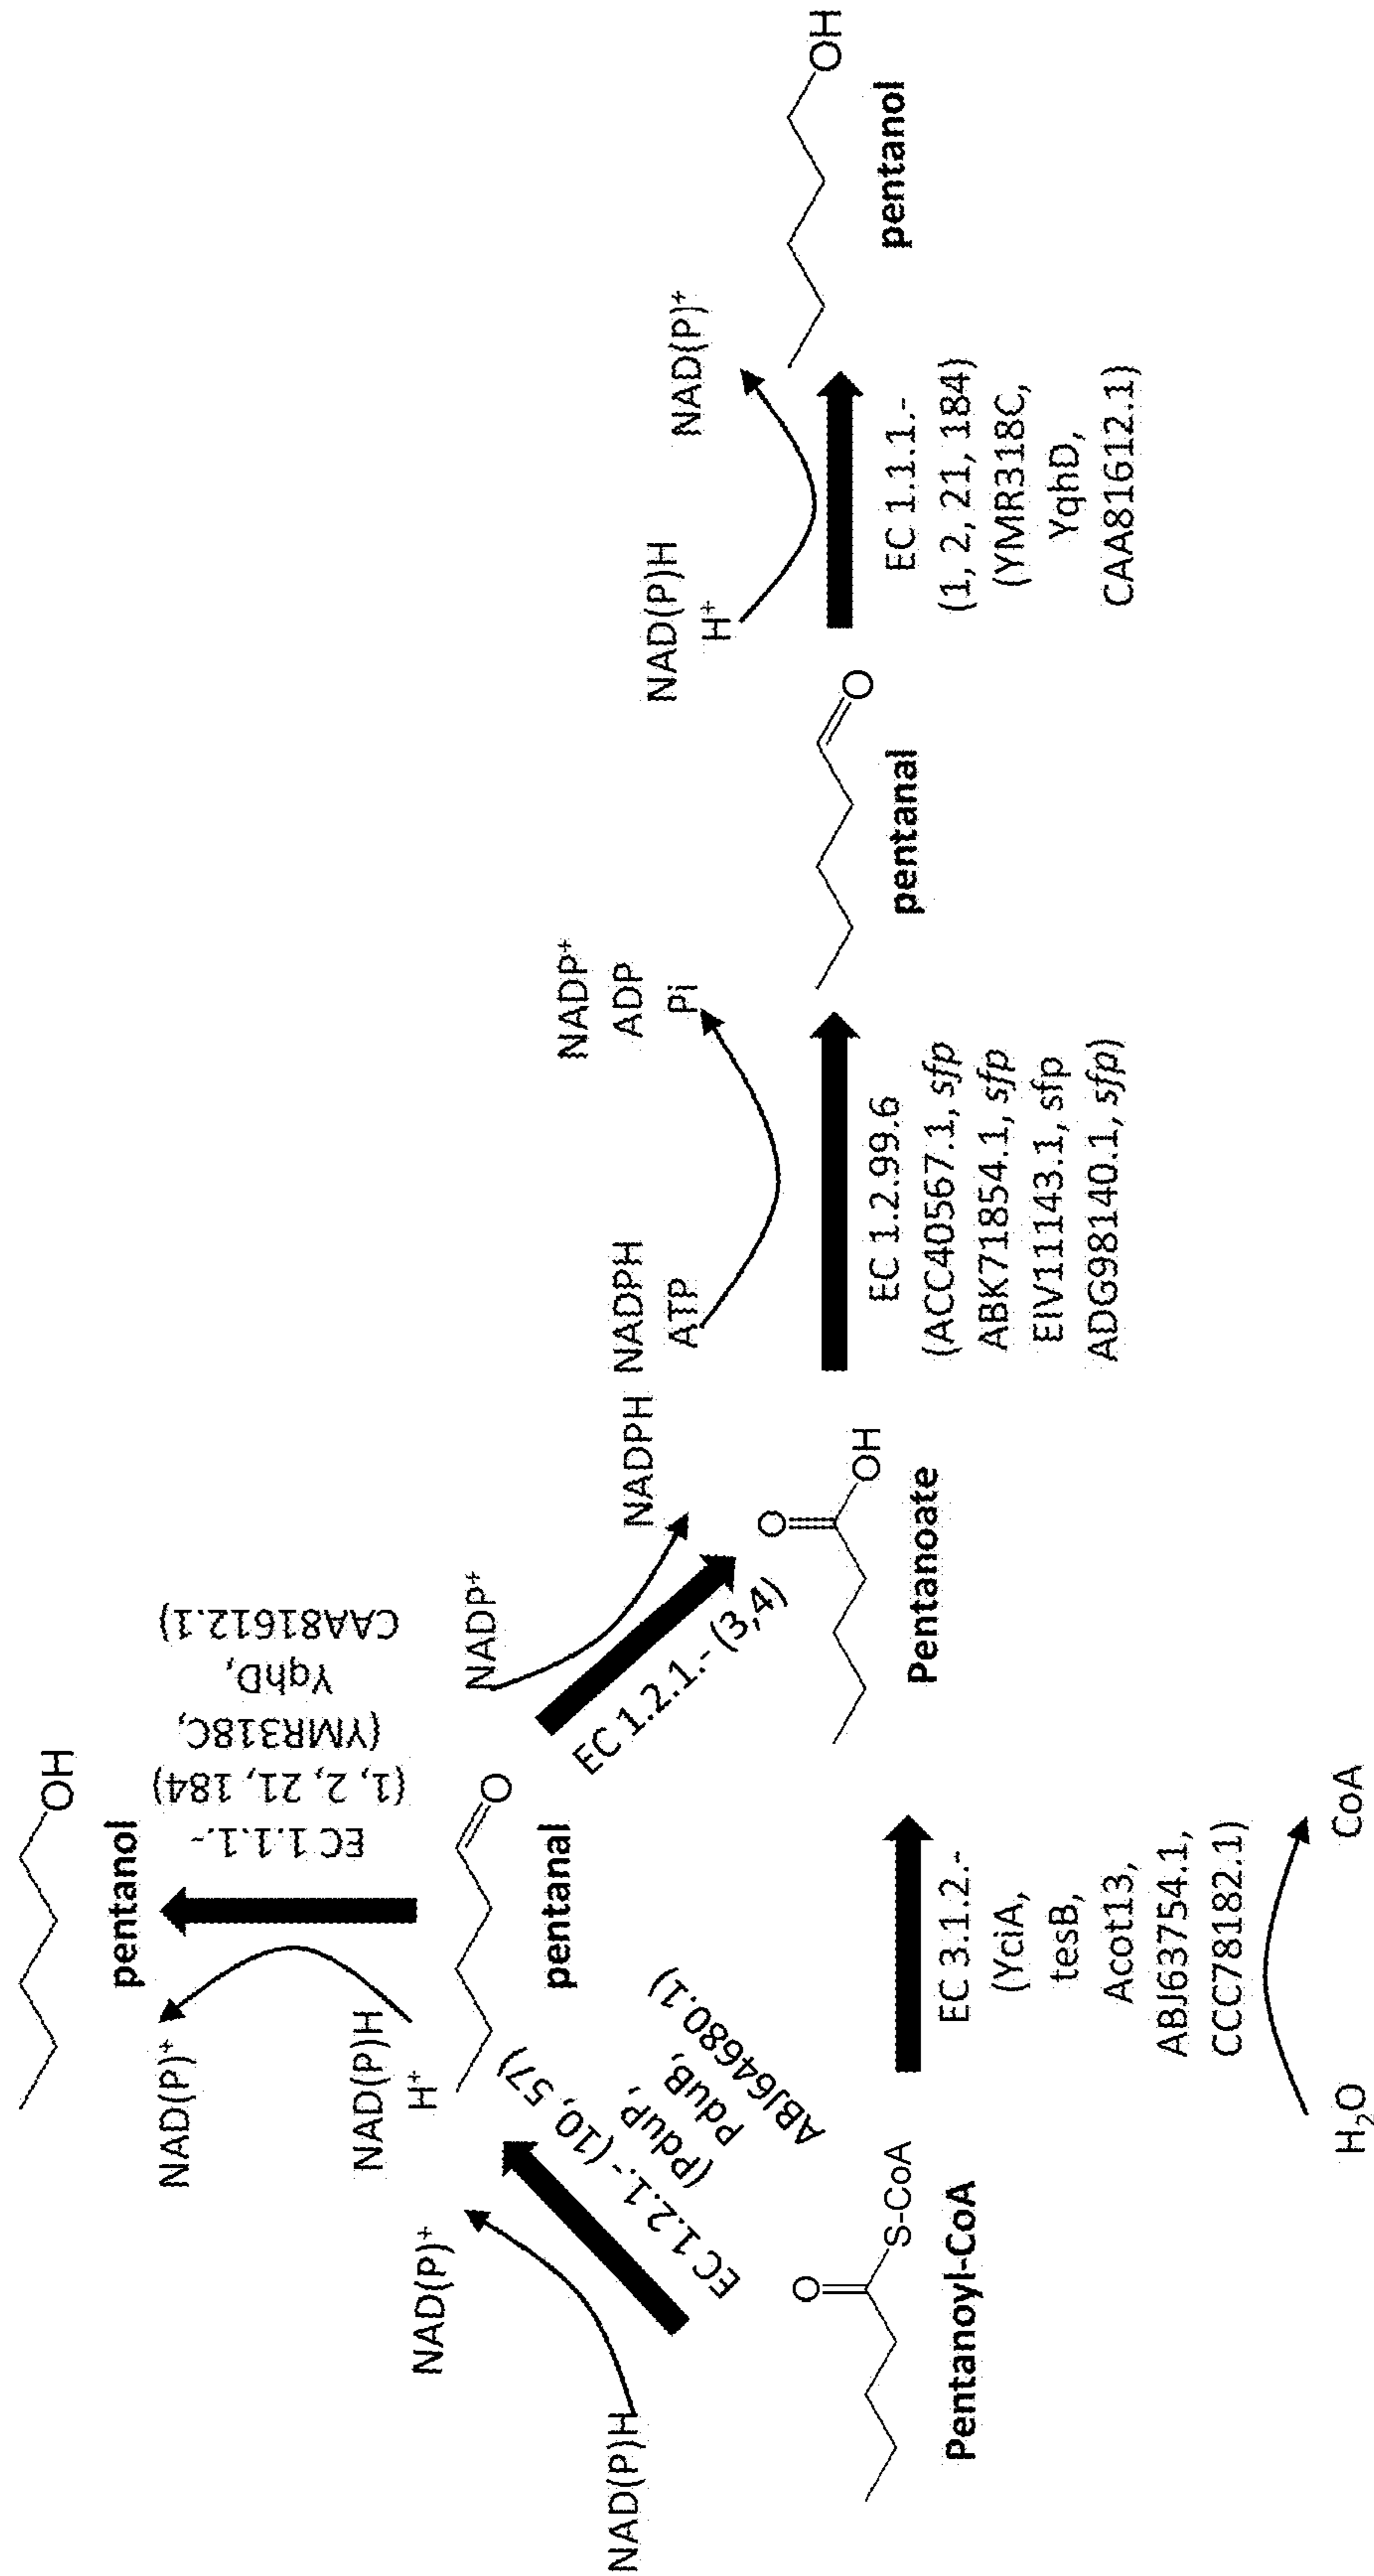 NAD(P)H
NAD(P)⁺
EC 1.2.1.- (10, 57)
(PduP,
PduB,
ABJ64680.1)
O
S-CoA
Pentanoyl-CoA
NAD(P)H
H⁺
NAD(P)⁺
O
pentanal
EC 1.1.1.-
(1, 2, 21, 184)
(YMR318C,
YqhD,
CAA81612.1)
OH
pentanol
NADP⁺
NADPH
EC 1.2.1.- (3,4)
EC 3.1.2.-
(YciA,
tesB,
Acot13,
ABJ63754.1,
CCC78182.1)
H₂O
CoA
O
OH
Pentanoate
NADPH
ATP
NADP⁺
ADP
Pi
EC 1.2.99.6
(ACC40567.1, sfp
ABK71854.1, sfp
EIV11143.1, sfp
ADG98140.1, sfp)
O
pentanal
NAD(P)H
H⁺
NAD(P)⁺
EC 1.1.1.-
(1, 2, 21, 184)
(YMR318C,
YqhD,
CAA81612.1)
OH
pentanol